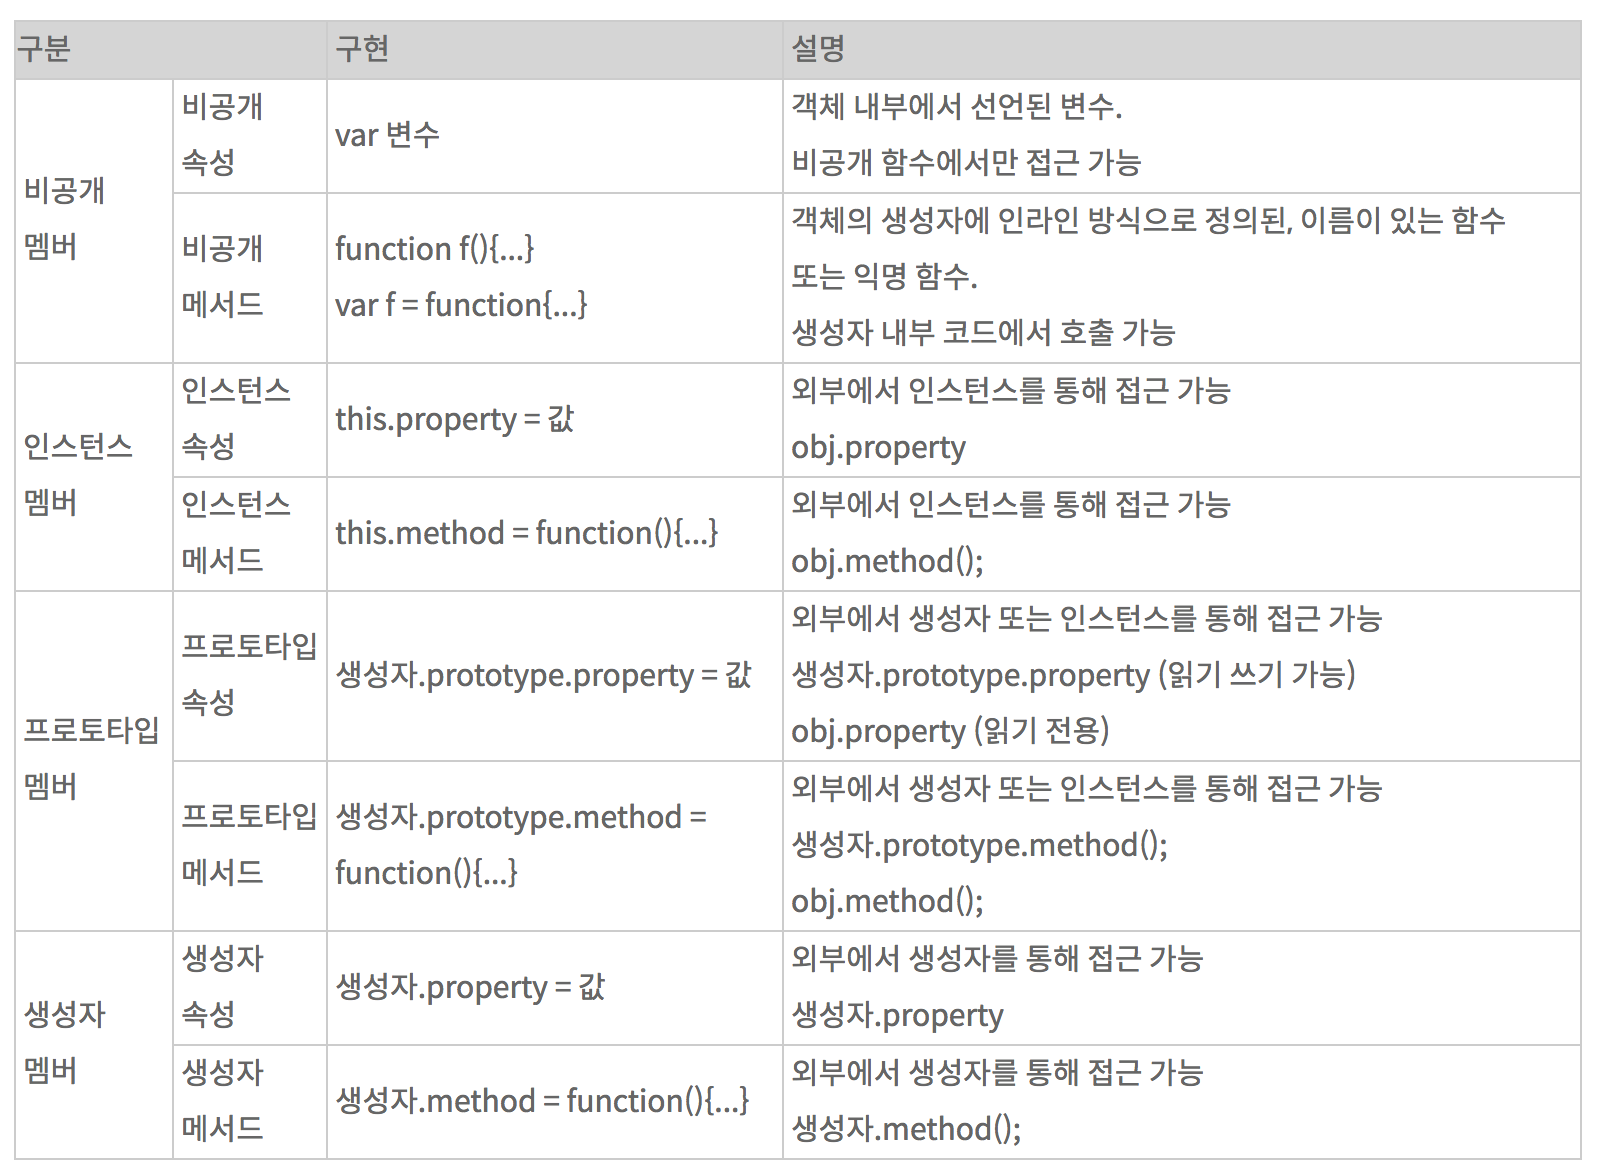 구분 구현 설명
비공개
멤버
비공개
속성
var 변수
객체 내부에서 선언된 변수.
비공개 함수에서만 접근 가능
비공개
메서드
function f(){...}
var f = function{...}
객체의 생성자에 인라인 방식으로 정의된, 이름이 있는 함수
또는 익명 함수.
생성자 내부 코드에서 호출 가능
인스턴스
멤버
인스턴스
속성
this.property = 값
외부에서 인스턴스를 통해 접근 가능
obj.property
인스턴스
메서드
this.method = function(){...}
외부에서 인스턴스를 통해 접근 가능
obj.method();
프로토타입
멤버
프로토타입
속성
생성자.prototype.property = 값
외부에서 생성자 또는 인스턴스를 통해 접근 가능
생성자.prototype.property (읽기 쓰기 가능)
obj.property (읽기 전용)
프로토타입
메서드
생성자.prototype.method =
function(){...}
외부에서 생성자 또는 인스턴스를 통해 접근 가능
생성자.prototype.method();
obj.method();
생성자
멤버
생성자
속성
생성자.property = 값
외부에서 생성자를 통해 접근 가능
생성자.property
생성자
메서드
생성자.method = function(){...}
외부에서 생성자를 통해 접근 가능
생성자.method();